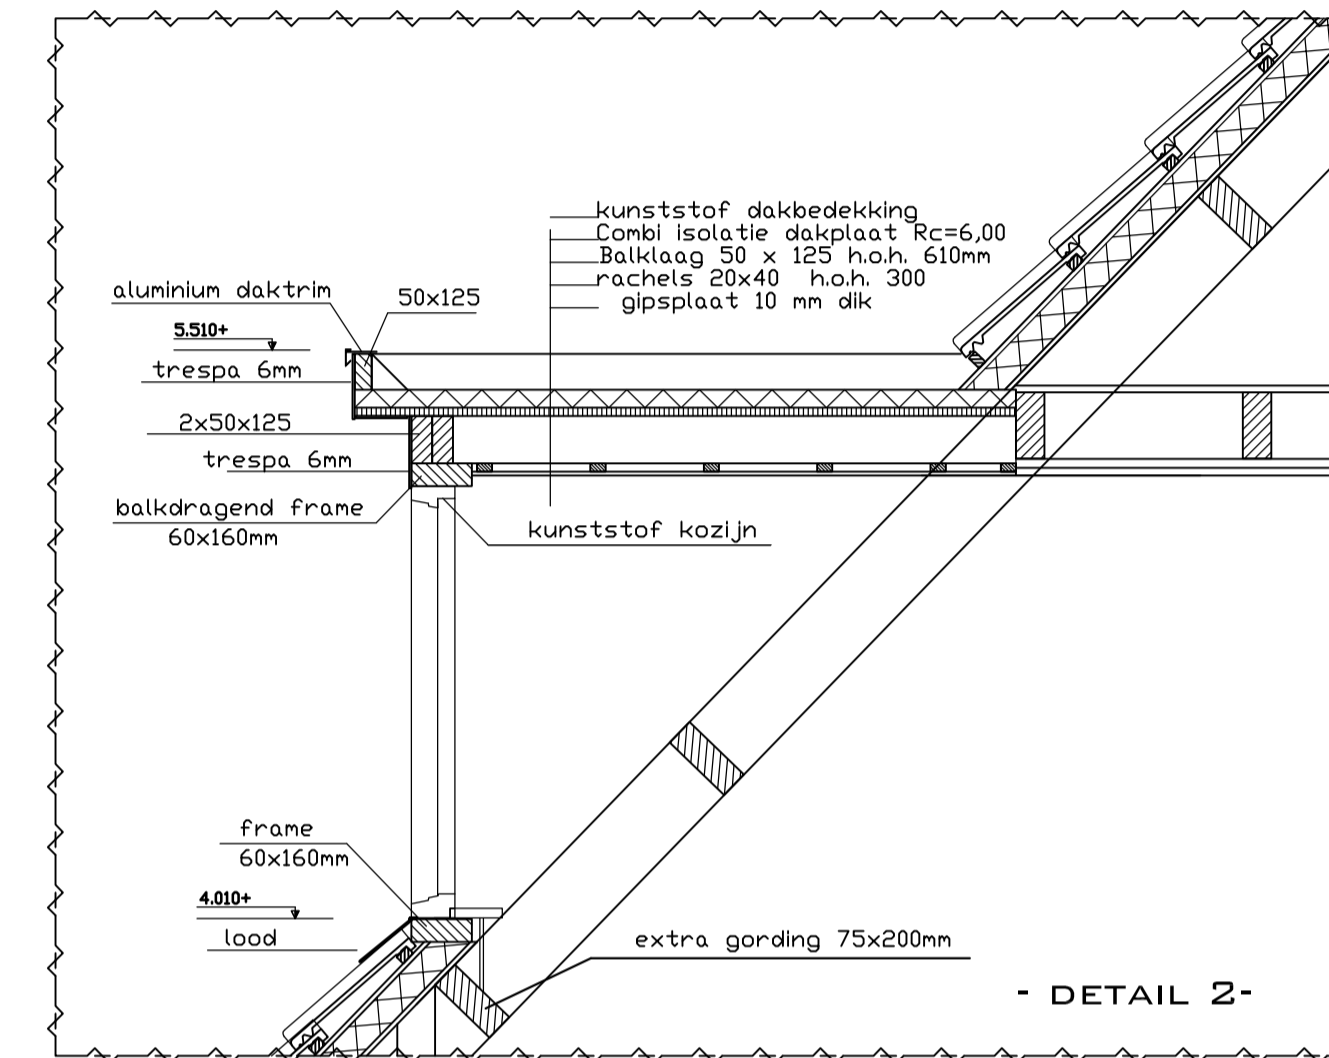 kunststof dakbedekking
Combi isolatie dakplaat Rc=6,00
Balklaag 50 x 125 h.o.h. 610mm
rachels 20x40 h.o.h. 300
gipsplaat 10 mm dik
aluminium daktrim
50x125
5.510+
trespa 6mm
2x50x125
trespa 6mm
balkdragend frame
60x160mm
kunststof kozijn
frame
60x160mm
4.010+
lood
extra gording 75x200mm
- DETAIL 2-